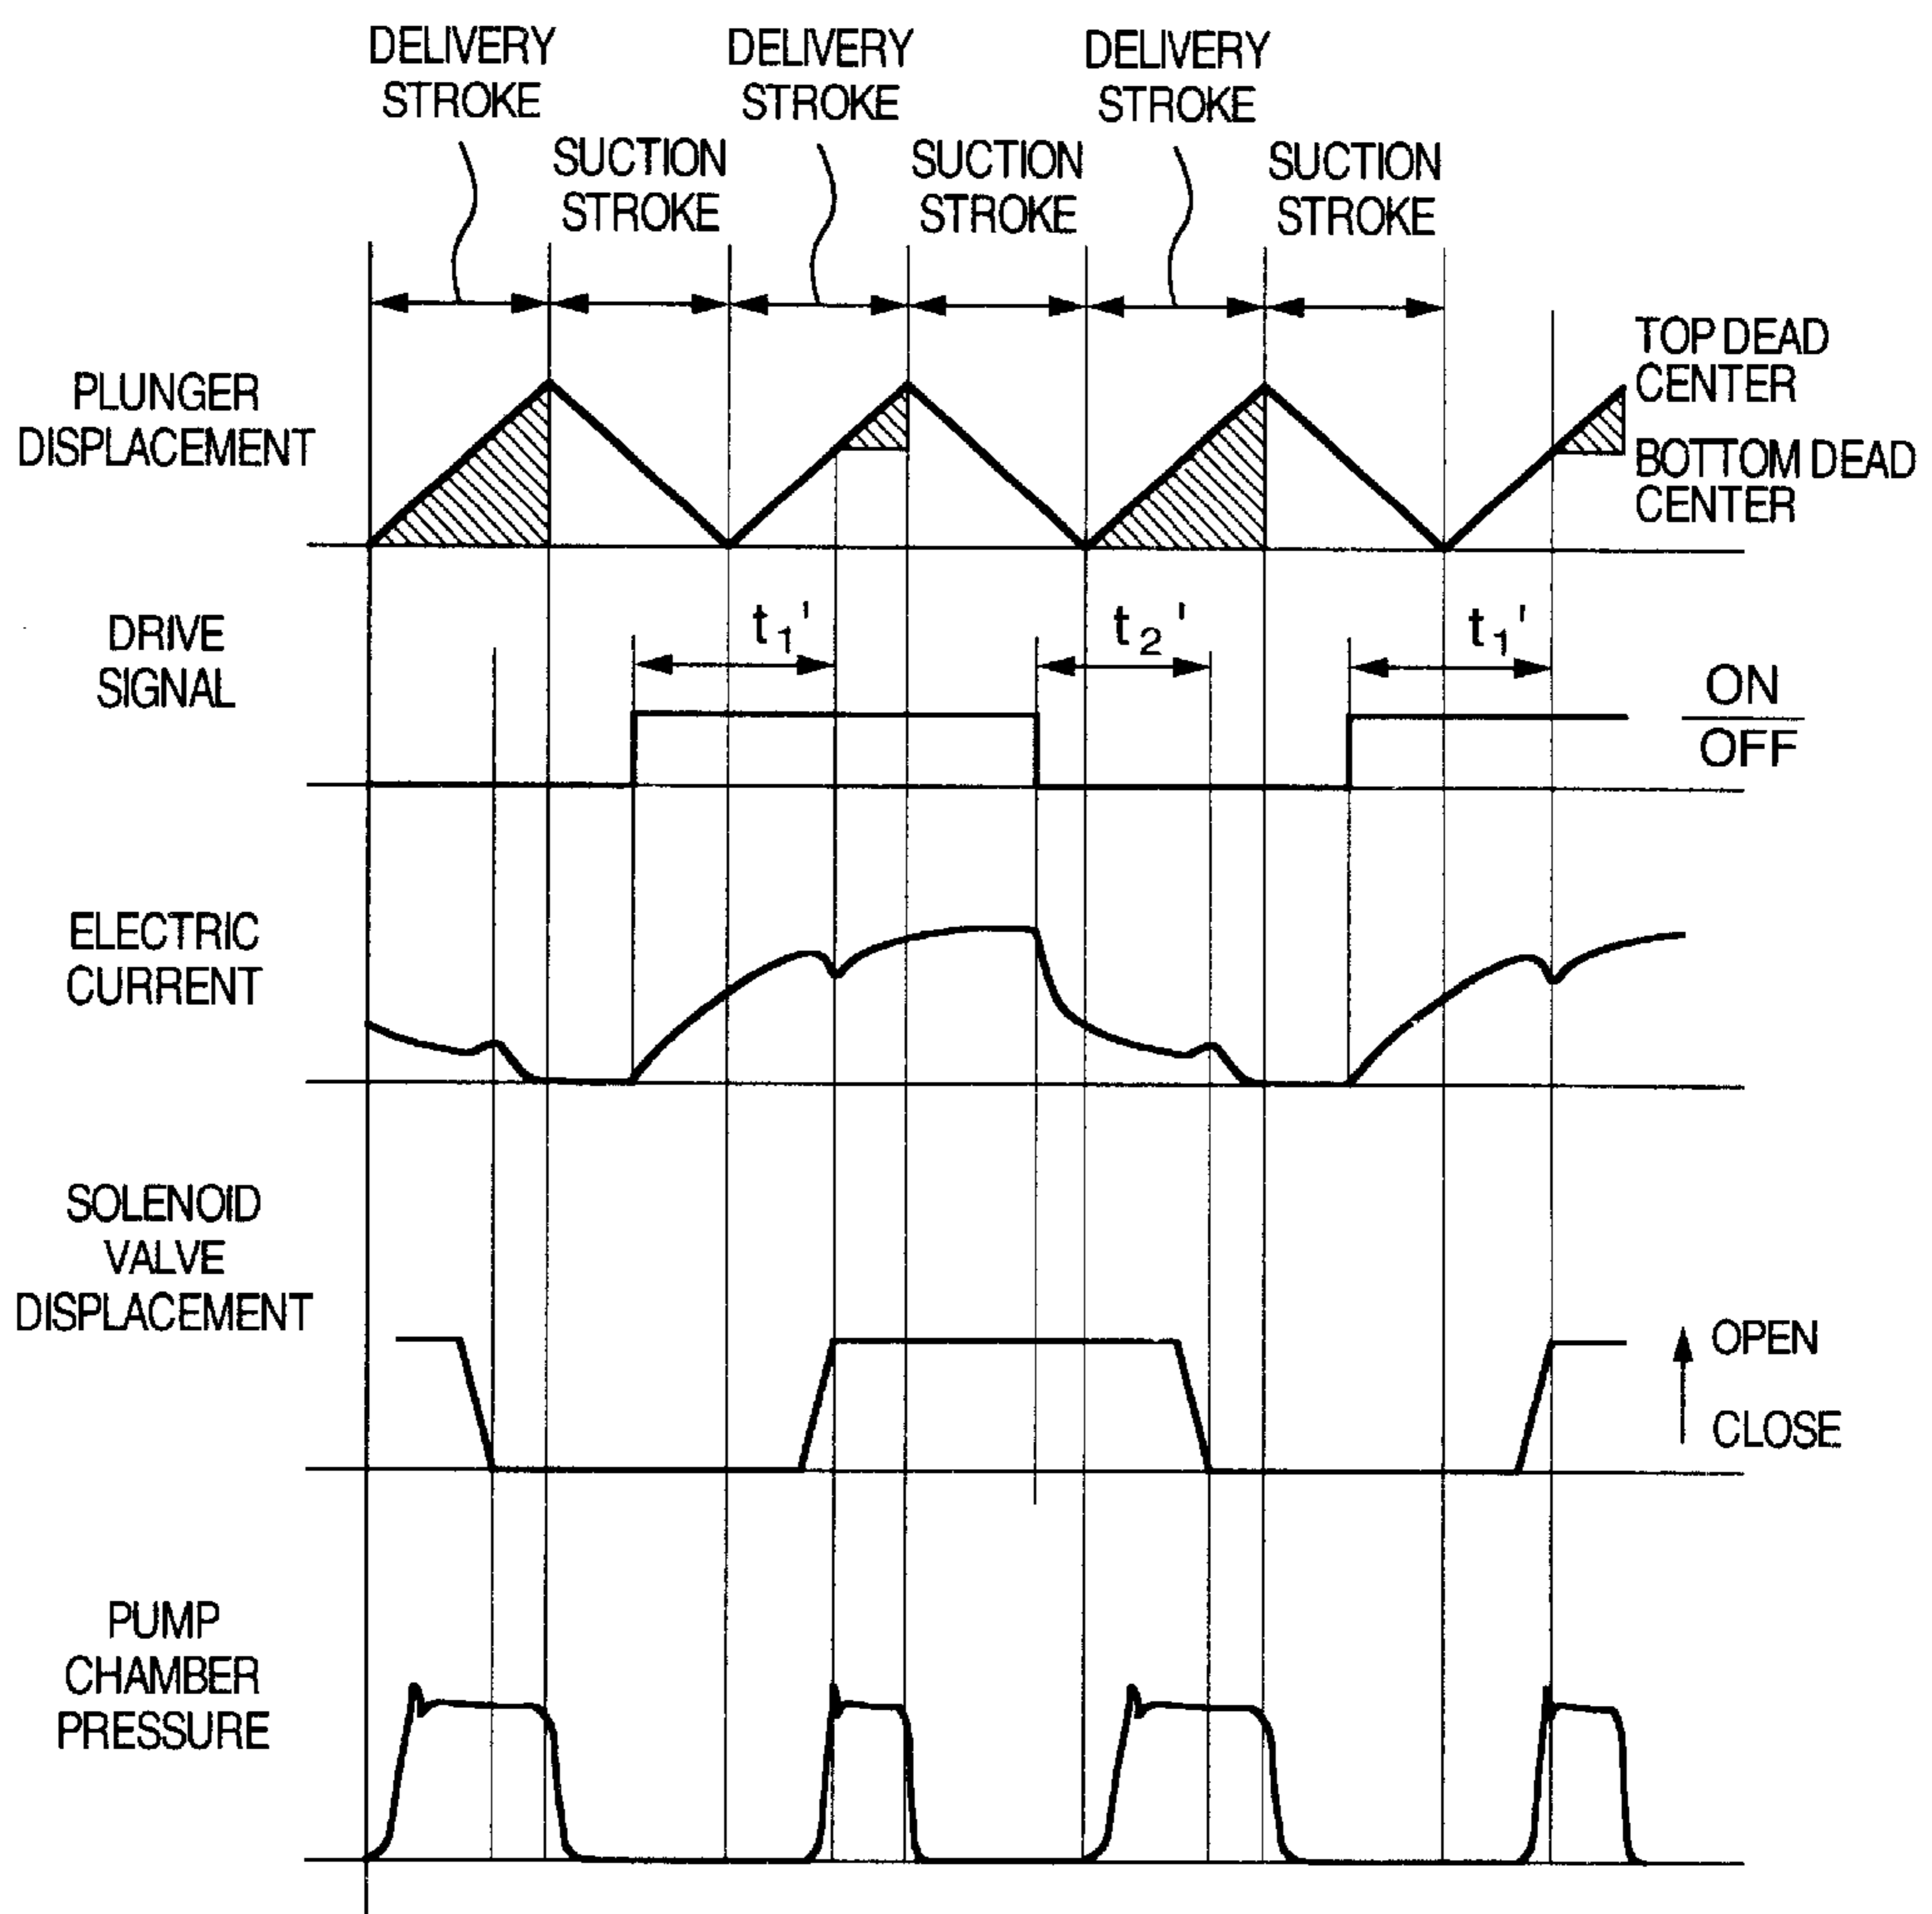 DELIVERY
STROKE
DELIVERY
STROKE
DELIVERY
STROKE
SUCTION
STROKE
SUCTION
STROKE
SUCTION
STROKE
PLUNGER
DISPLACEMENT
TOP DEAD
CENTER
BOTTOM DEAD
CENTER
DRIVE
SIGNAL
t1'
t2'
t1'
ON
OFF
ELECTRIC
CURRENT
SOLENOID
VALVE
DISPLACEMENT
OPEN
CLOSE
PUMP
CHAMBER
PRESSURE